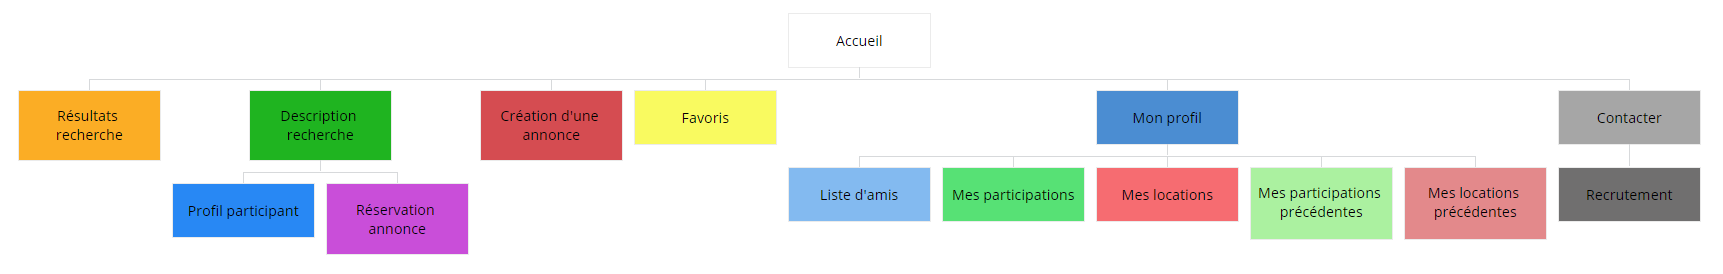 Accueil
Résultats
recherche
Description
recherche
Création d'une
annonce
Favoris
Mon profil
Contacter
Profil participant
Réservation
annonce
Liste d'amis
Mes participations
Mes locations
Mes participations
précédentes
Mes locations
précédentes
Recrutement